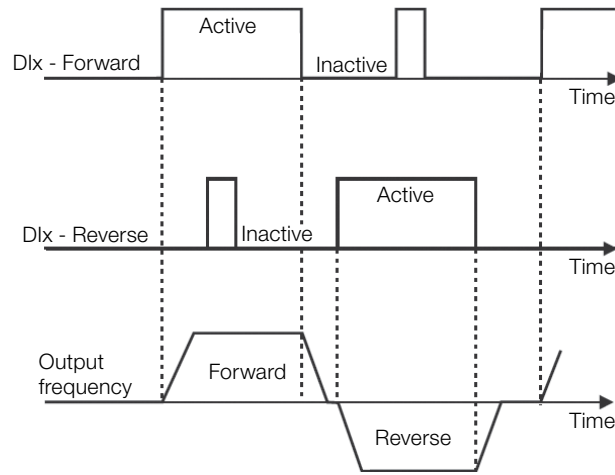 Active
DIx - Forward
Inactive
Time
Active
DIx - Reverse
Inactive
Time
Output
frequency
Forward
Time
Reverse